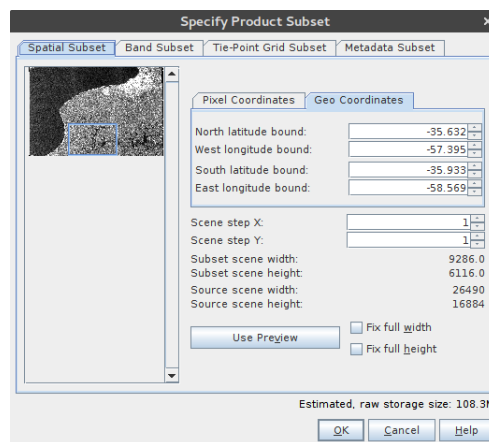 Specify Product Subset
Spatial Subset Band Subset Tie-Point Grid Subset Metadata Subset
Pixel Coordinates Geo Coordinates
North latitude bound: -35.632
West longitude bound: -57.395
South latitude bound: -35.933
East longitude bound: -58.569
Scene step X: 1
Scene step Y: 1
Subset scene width: 9286.0
Subset scene height: 6116.0
Source scene width: 26490
Source scene height: 16884
Use Preview
Fix full width
Fix full height
Estimated, raw storage size: 108.3
OK Cancel Help